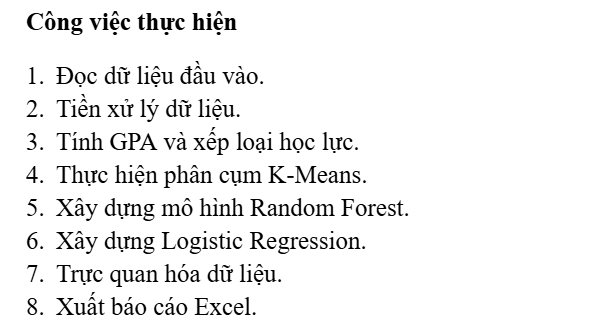 Công việc thực hiện
1. Đọc dữ liệu đầu vào.
2. Tiền xử lý dữ liệu.
3. Tính GPA và xếp loại học lực.
4. Thực hiện phân cụm K-Means.
5. Xây dựng mô hình Random Forest.
6. Xây dựng Logistic Regression.
7. Trực quan hóa dữ liệu.
8. Xuất báo cáo Excel.